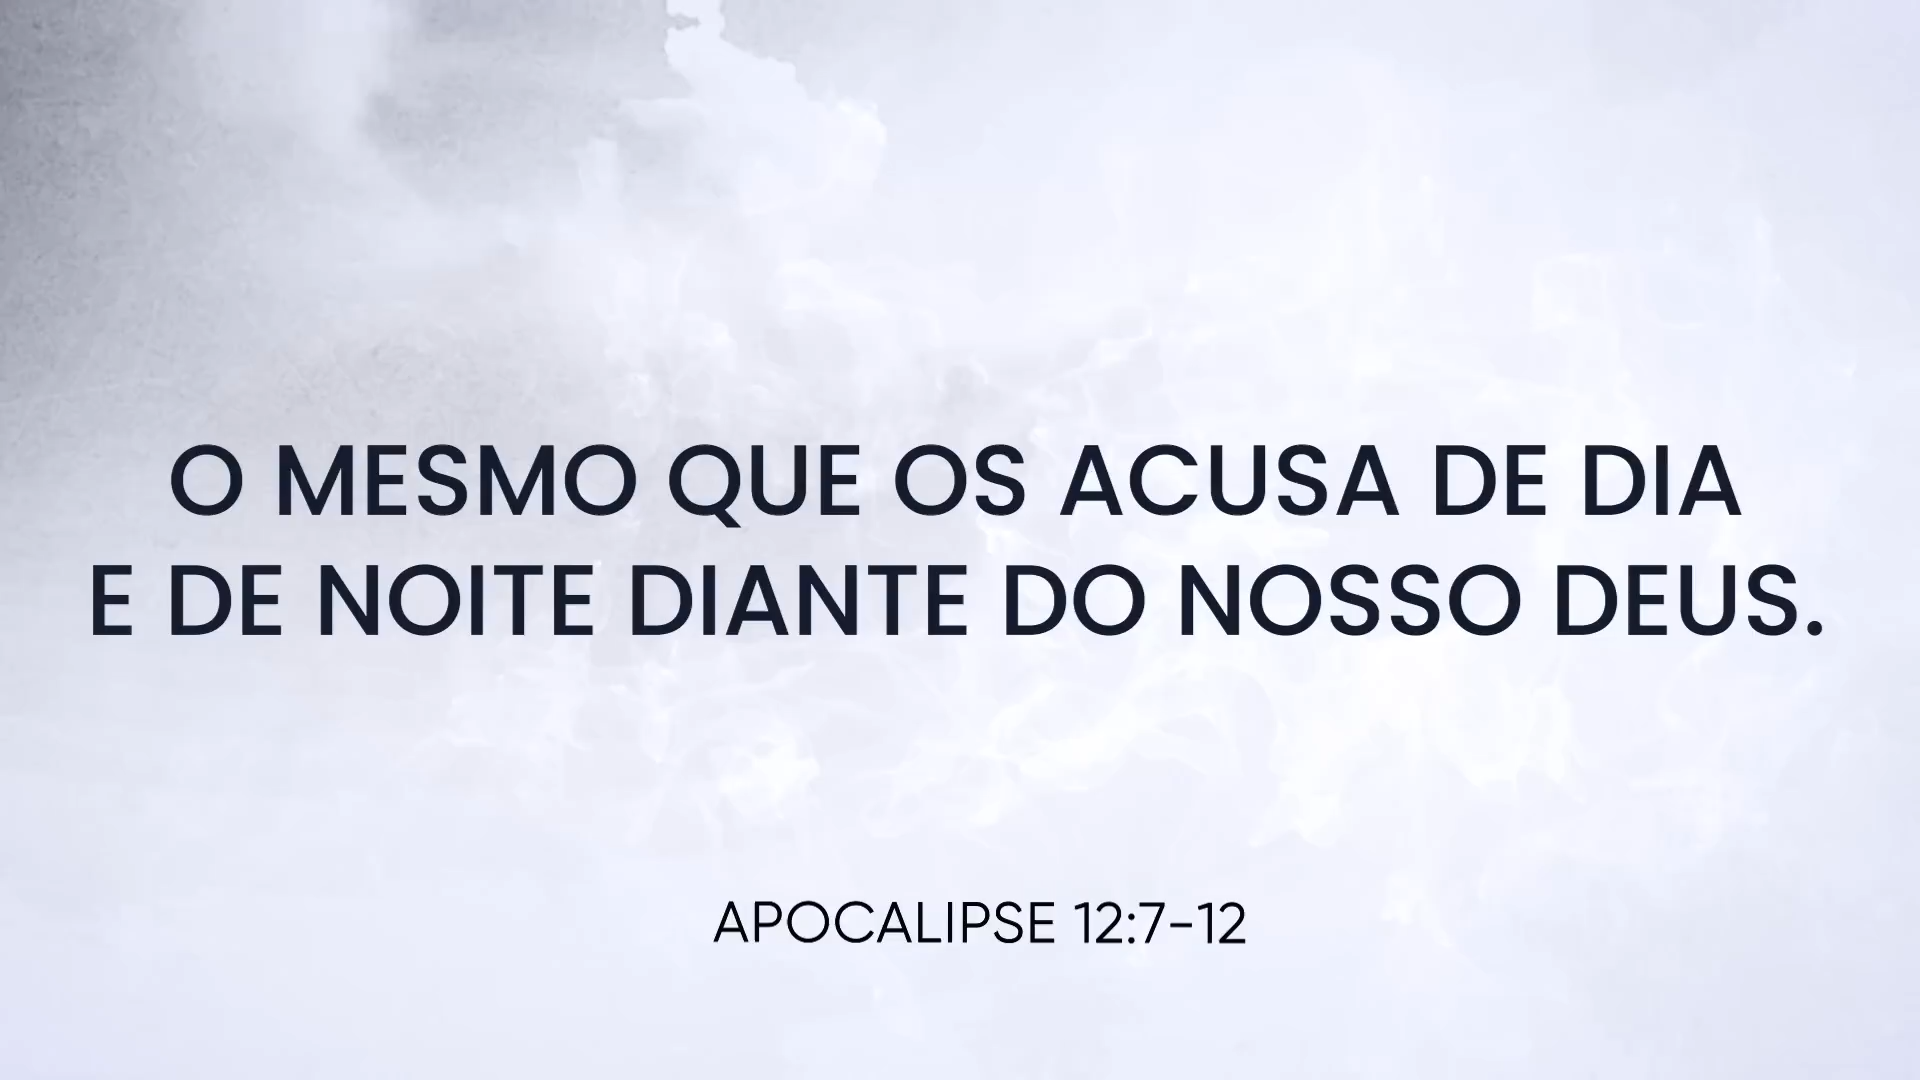 O MESMO QUE OS ACUSA DE DIA
E DE NOITE DIANTE DO NOSSO DEUS.
APOCALIPSE 12:7-12